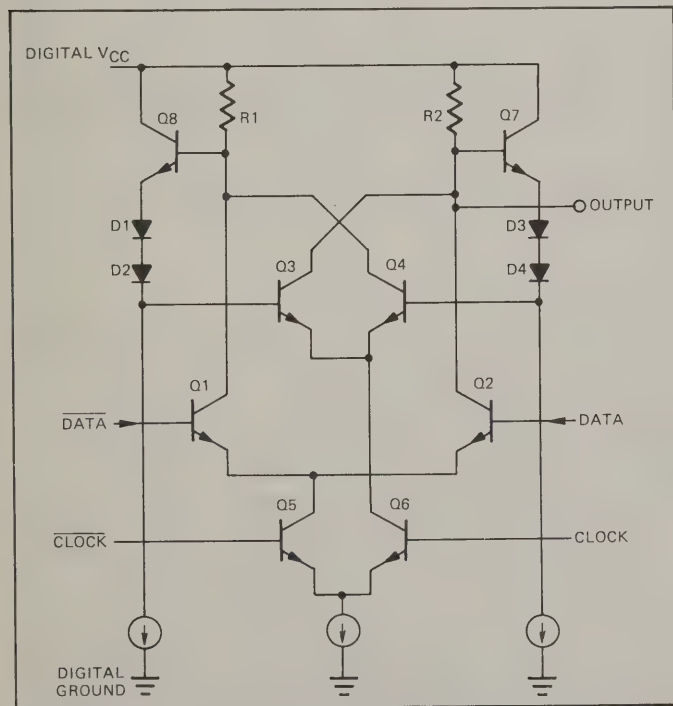 DIGITAL VCC
Q8
R1
R2
Q7
OUTPUT
D1
D3
D2
Q3
Q4
D4
Q1
Q2
DATA
DATA
Q5
Q6
CLOCK
CLOCK
DIGITAL
GROUND